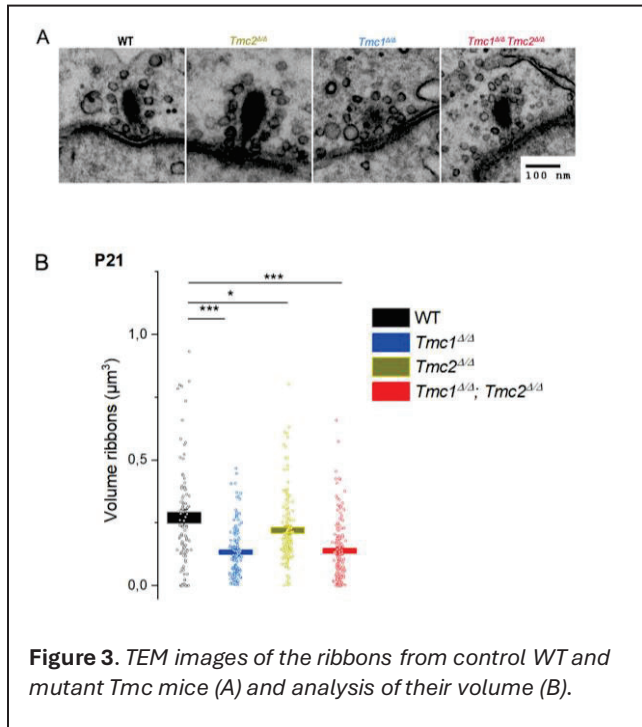 A
WT
Tmc2Δ/Δ
Tmc1Δ/Δ
Tmc1Δ/Δ Tmc2Δ/Δ
100 nm
B P21
***
*
***
WT
Tmc1Δ/Δ
Tmc2Δ/Δ
Tmc1Δ/Δ; Tmc2Δ/Δ
Volume ribbons (µm³)
1,0
0,5
0,0
Figure 3. TEM images of the ribbons from control WT and
mutant Tmc mice (A) and analysis of their volume (B).